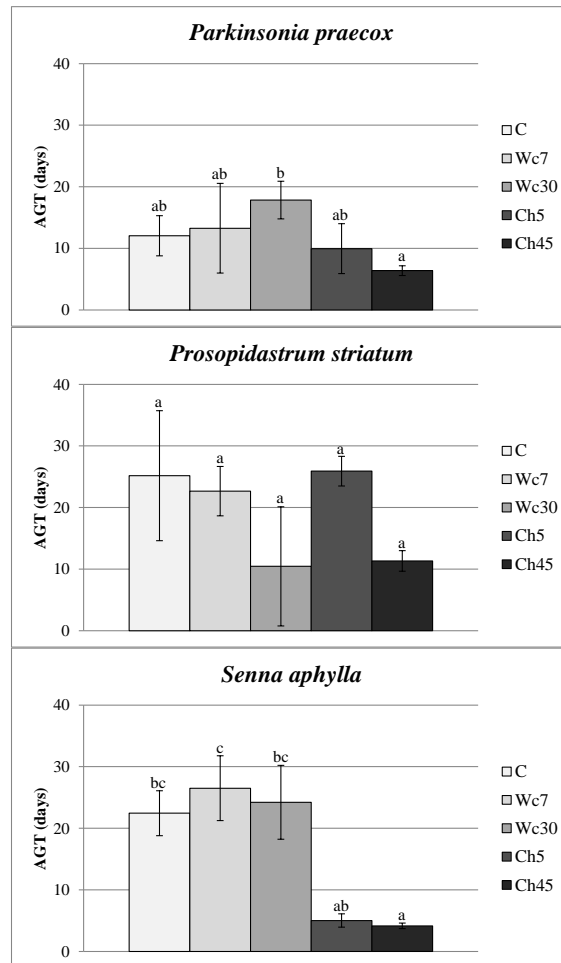 Parkinsonia praecox
40
30
20
10
0
AGT (days)
ab
ab
b
ab
a
C
Wc7
Wc30
Ch5
Ch45
Prosopidastrum striatum
40
30
20
10
0
AGT (days)
a
a
a
a
a
C
Wc7
Wc30
Ch5
Ch45
Senna aphylla
40
30
20
10
0
AGT (days)
bc
c
bc
ab
a
C
Wc7
Wc30
Ch5
Ch45